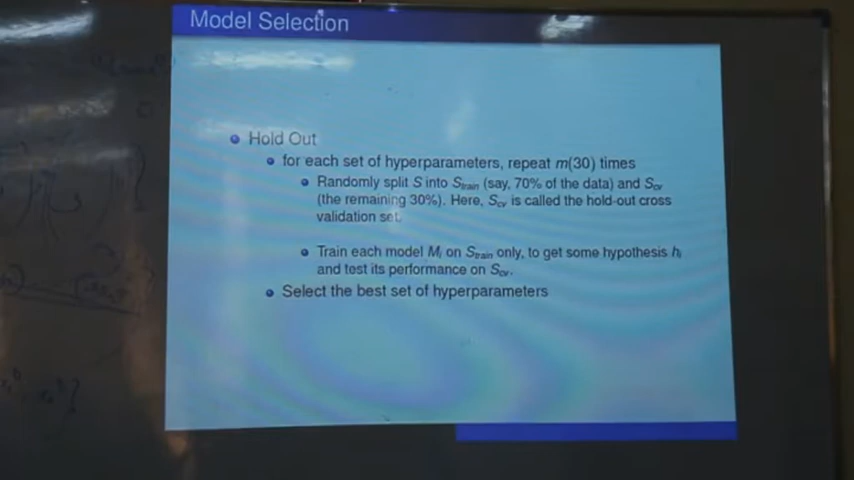 Model Selection
Hold Out
for each set of hyperparameters, repeat m(30) times
Randomly split S into Strain (say, 70% of the data) and Scv
(the remaining 30%). Here, Scv is called the hold-out cross
validation set.
Train each model Mi on Strain only, to get some hypothesis hi
and test its performance on Scv.
Select the best set of hyperparameters